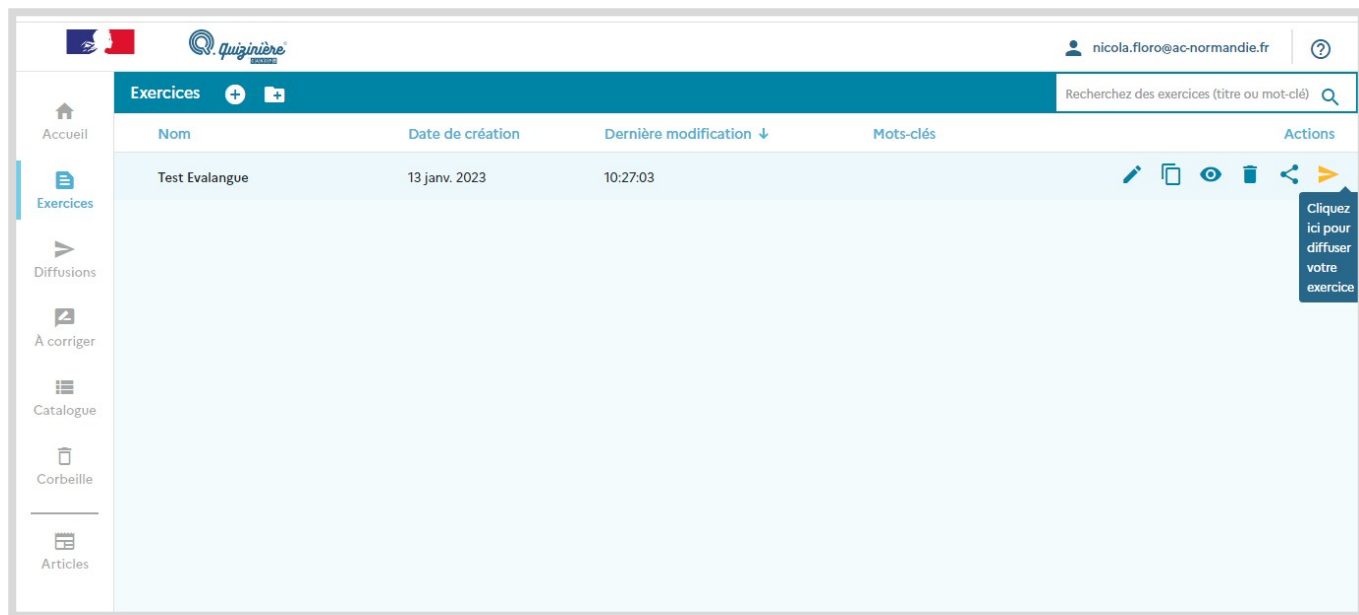 Quizinière
CANOPÉ
nicola.floro@ac-normandie.fr
Exercices
Recherchez des exercices (titre ou mot-clé)
Accueil
Nom Date de création Dernière modification Mots-clés Actions
Test Evalangue 13 janv. 2023 10:27:03
Exercices
Cliquez
ici pour
diffuser
votre
exercice
Diffusions
À corriger
Catalogue
Corbeille
Articles